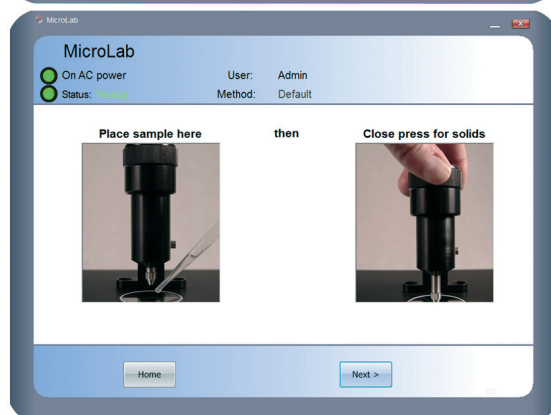 MicroLab
MicroLab
On AC power User: Admin
Status: Ready Method: Default
Place sample here then Close press for solids
Home Next >